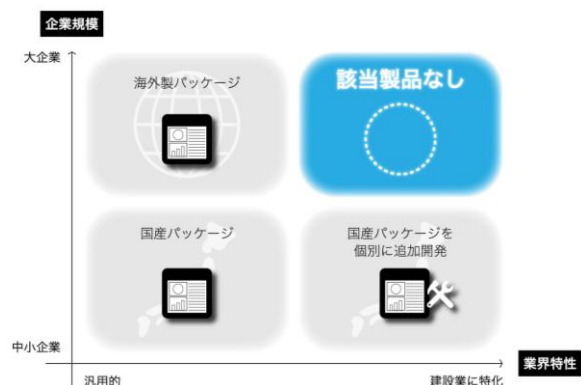 企業規模
大企業
海外製パッケージ
該当製品なし
国産パッケージ
国産パッケージを
個別に追加開発
中小企業
業界特性
汎用的
建設業に特化